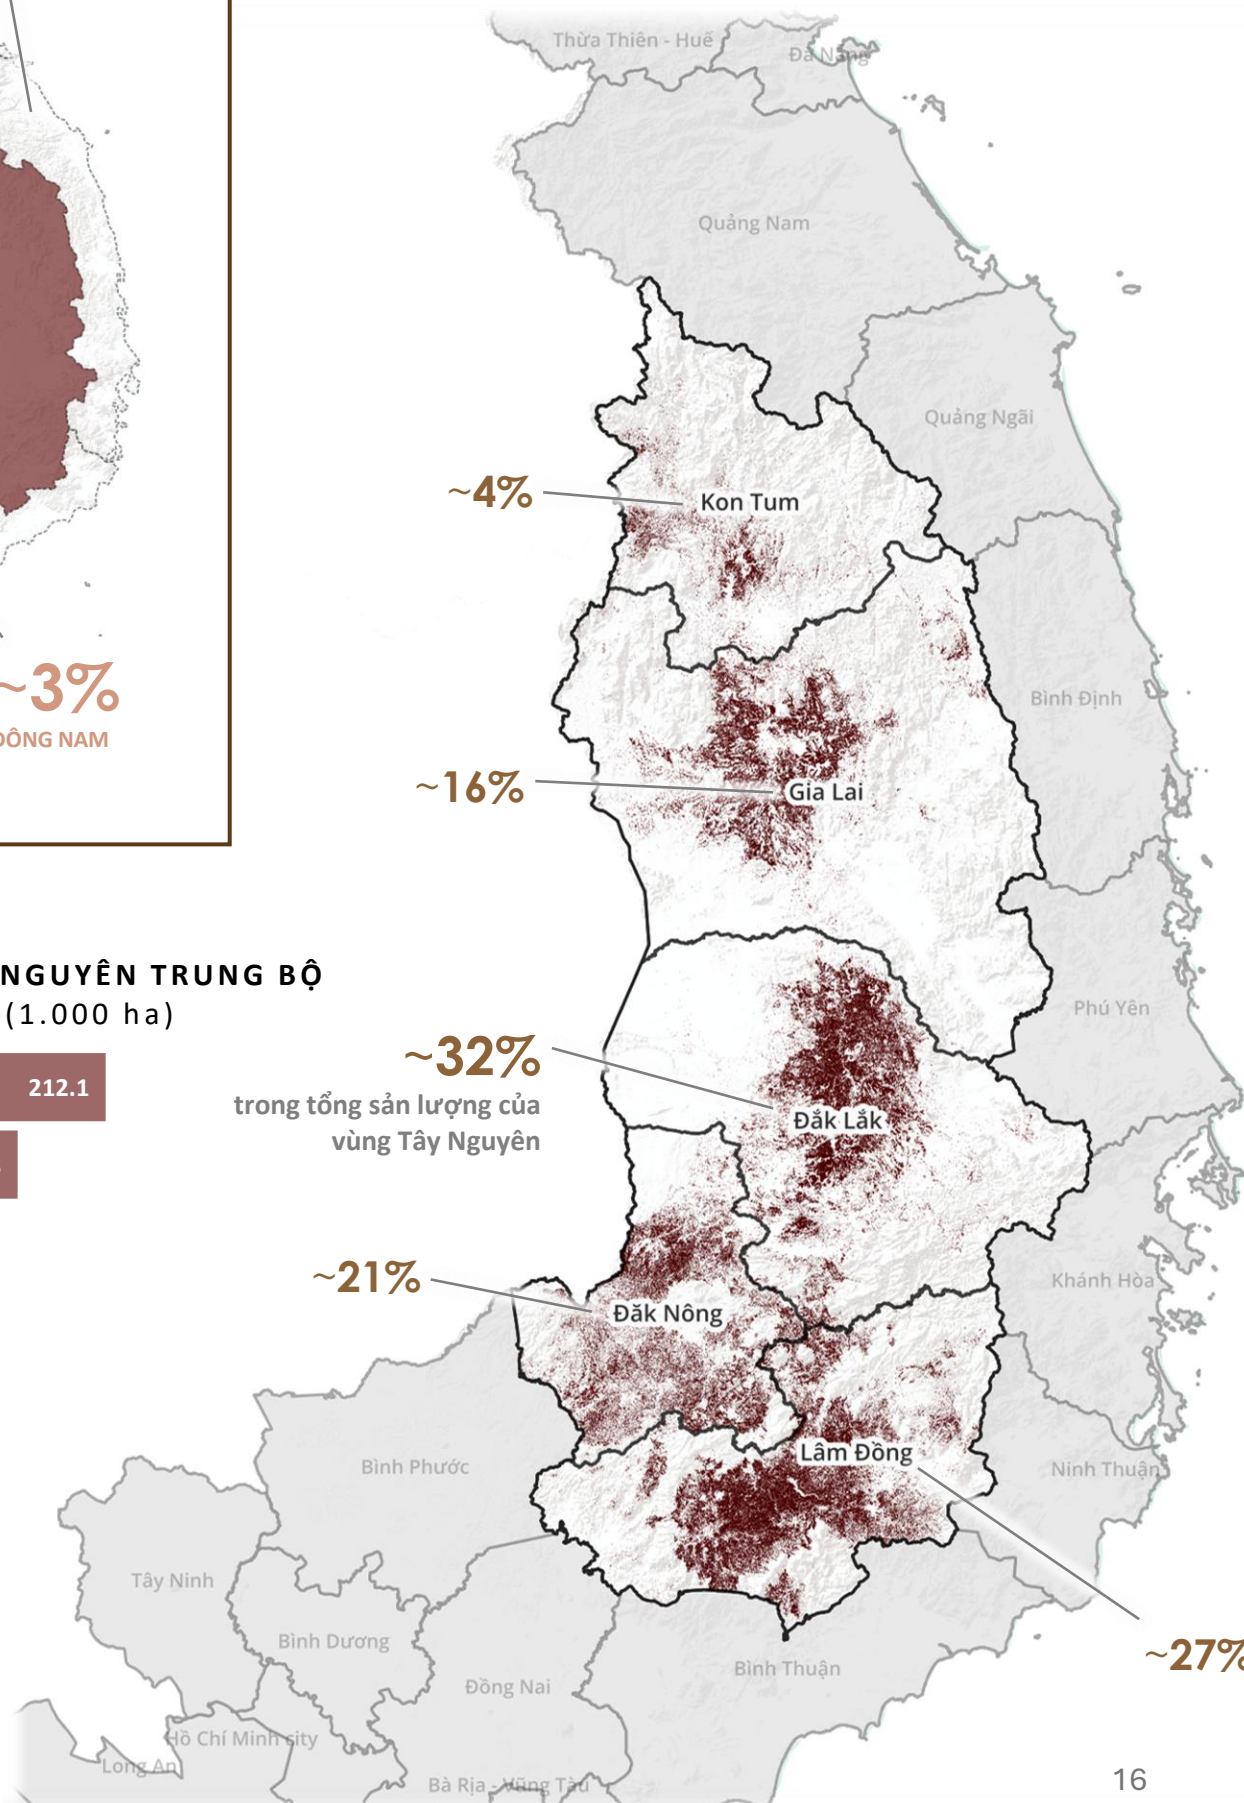 Thừa Thiên - Huế
Đà Nẵng
Quảng Nam
Quảng Ngãi
~4%
Kon Tum
~3%
ĐÔNG NAM
Bình Định
~16%
Gia Lai
NGUYÊN TRUNG BỘ
(1.000 ha)
Phú Yên
~32%
212.1
trong tổng sản lượng của
vùng Tây Nguyên
Đắk Lắk
~21%
Khánh Hòa
Đăk Nông
Lâm Đồng
Bình Phước
Ninh Thuận
Tây Ninh
Bình Dương
~27%
Bình Thuận
Đồng Nai
Hồ Chí Minh city
Long An
Bà Rịa - Vũng Tàu
16